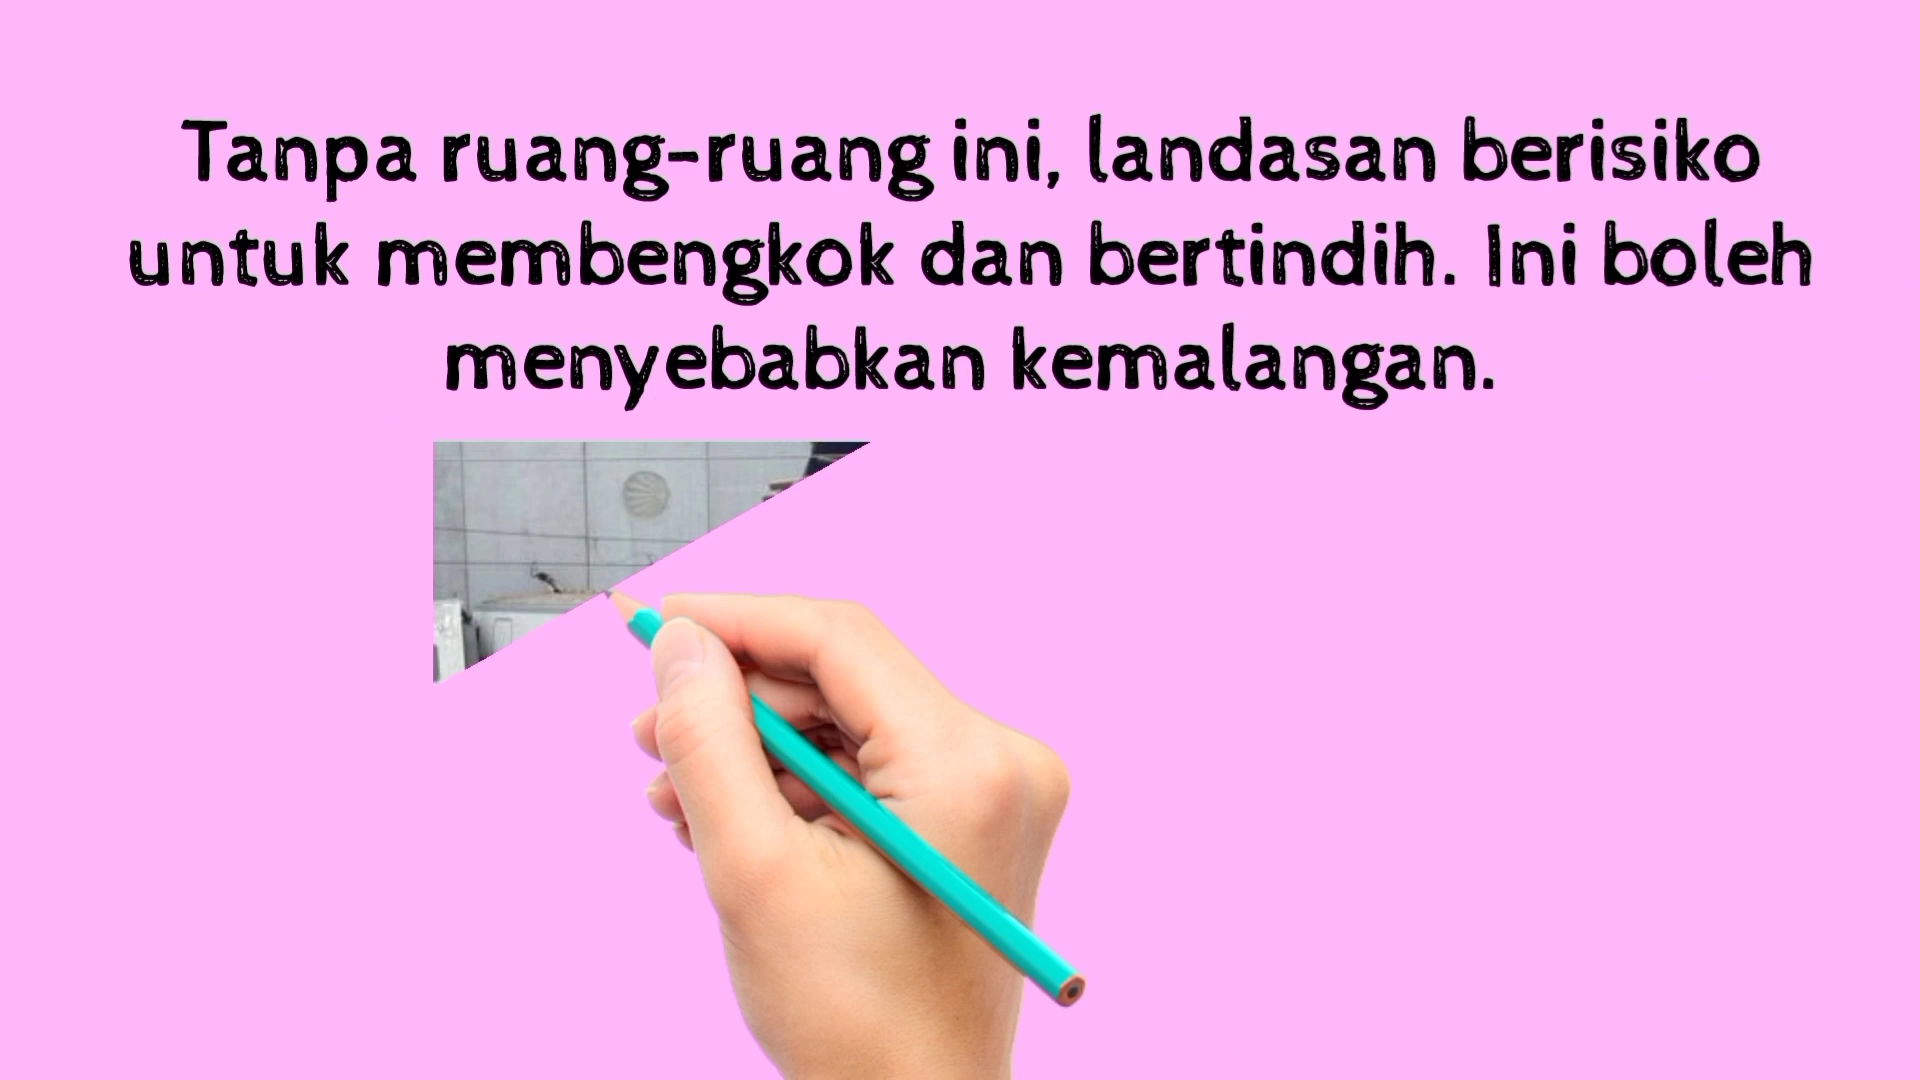 Tanpa ruang-ruang ini, landasan berisiko
untuk membengkok dan bertindih. Ini boleh
menyebabkan kemalangan.